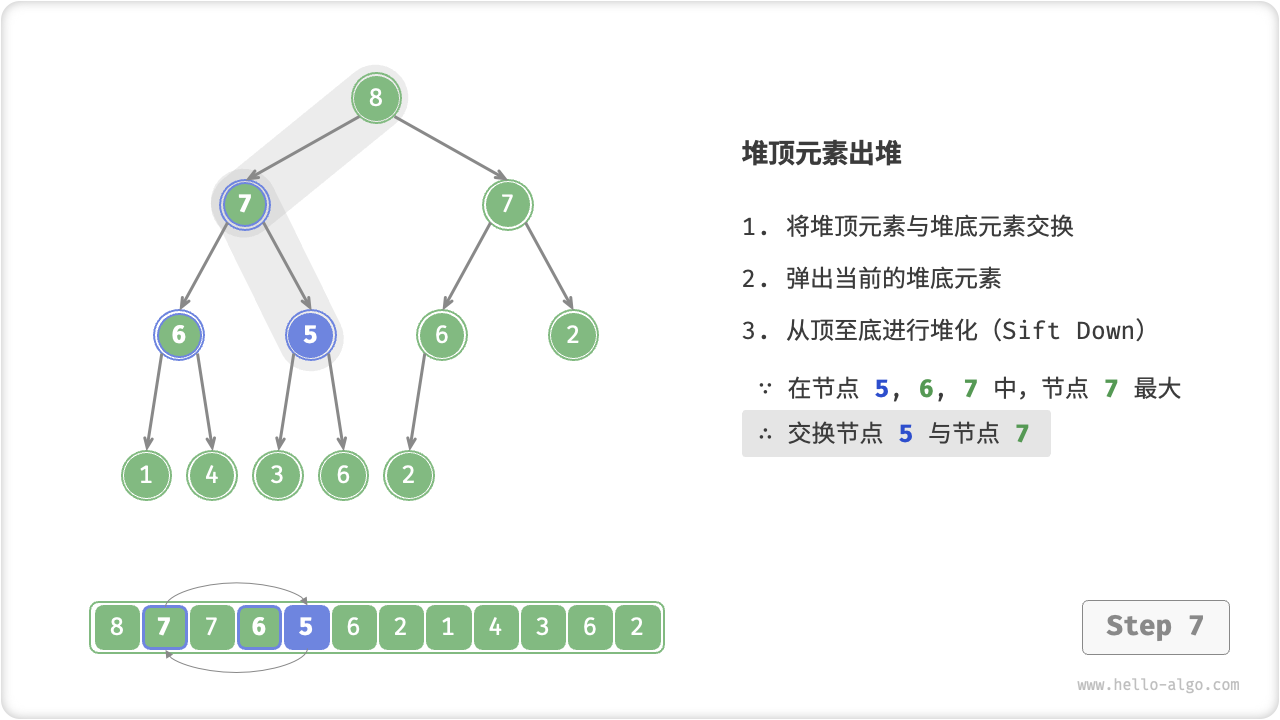 8
7 7
6 5 6 2
1 4 3 6 2
堆顶元素出堆
1. 将堆顶元素与堆底元素交换
2. 弹出当前的堆底元素
3. 从顶至底进行堆化（Sift Down）
∵ 在节点 5, 6, 7 中，节点 7 最大
∴ 交换节点 5 与节点 7
8 7 7 6 5 6 2 1 4 3 6 2
Step 7
www.hello-algo.com